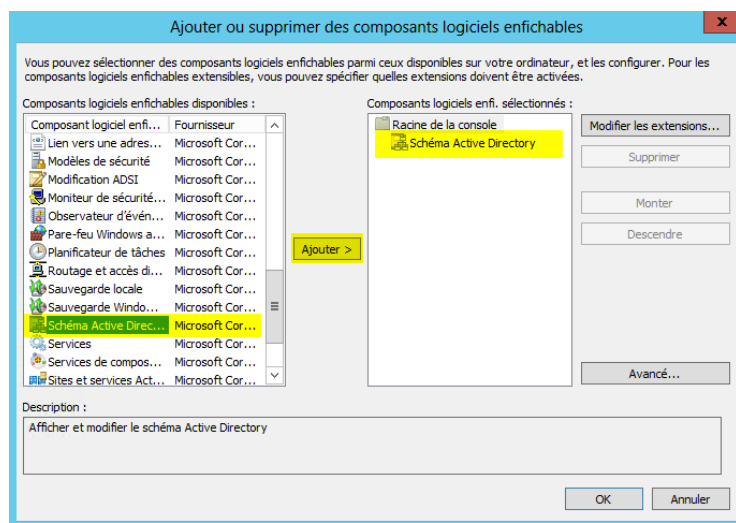 Ajouter ou supprimer des composants logiciels enfichables
x
Vous pouvez sélectionner des composants logiciels enfichables parmi ceux disponibles sur votre ordinateur, et les configurer. Pour les
composants logiciels enfichables extensibles, vous pouvez spécifier quelles extensions doivent être activées.
Composants logiciels enfichables disponibles :
Composant logiciel enfi... Fournisseur
Lien vers une adres... Microsoft Cor...
Modèles de sécurité Microsoft Cor...
Modification ADSI Microsoft Cor...
Moniteur de sécurité... Microsoft Cor...
Observateur d'évén... Microsoft Cor...
Pare-feu Windows a... Microsoft Cor...
Planificateur de tâches Microsoft Cor...
Routage et accès di... Microsoft Cor...
Sauvegarde locale Microsoft Cor...
Sauvegarde Windo... Microsoft Cor...
Schéma Active Direc... Microsoft Cor...
Services Microsoft Cor...
Services de compos... Microsoft Cor...
Sites et services Act... Microsoft Cor...
Ajouter >
Composants logiciels enfi. sélectionnés :
Racine de la console
Schéma Active Directory
Modifier les extensions...
Supprimer
Monter
Descendre
Avancé...
Description :
Afficher et modifier le schéma Active Directory
OK Annuler